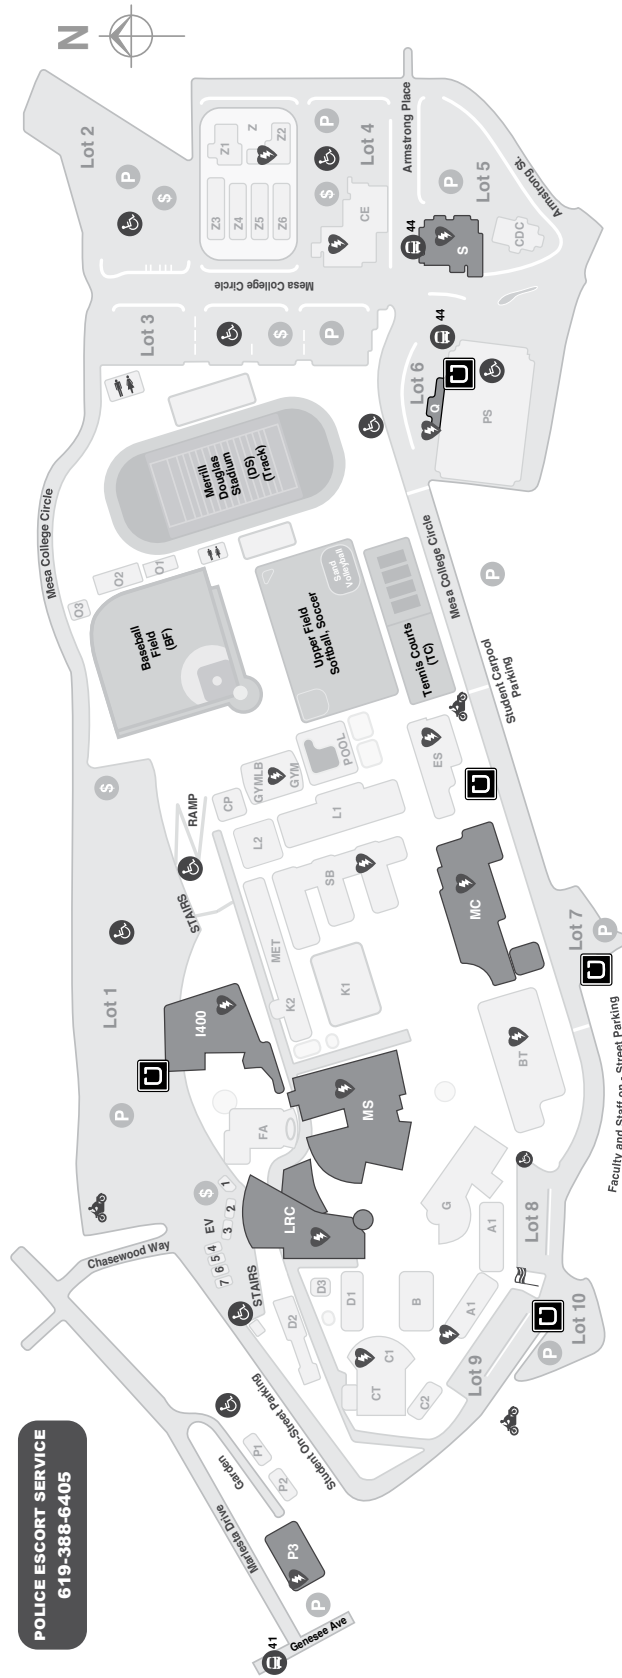 N
Lot 2
P
$
Z1
Z
Z2
Z3
Z4
Z5
Z6
P
$
Lot 4
CE
Armstrong Place
P
Lot 5
Armstrong St.
44
S
CDC
Mesa College Circle
Lot 3
$
P
44
Lot 6
Q
PS
Merrill
Douglas
Stadium
(DS)
(Track)
Mesa College Circle
O1
O2
O3
Baseball
Field
(BF)
Upper Field
Softball, Soccer
Sand
Volleyball
Tennis Courts
(TC)
Mesa College Circle
P
Student Carpool
Parking
$
RAMP
STAIRS
CP
GYMLB
GYM
POOL
ES
L2
L1
SB
MET
K2
K1
MC
Lot 7
P
Lot 1
P
I400
MS
BT
Faculty and Staff on - Street Parking
FA
LRC
$
EV
1
2
3
4
5
6
7
STAIRS
G
A1
Lot 8
D3
D1
D2
B
A1
Lot 9
Lot 10
P
C1
CT
C2
Chasewood Way
Student On-Street Parking
Garden
P1
P2
P3
Marlesta Drive
P
Genesee Ave
41
POLICE ESCORT SERVICE
619-388-6405